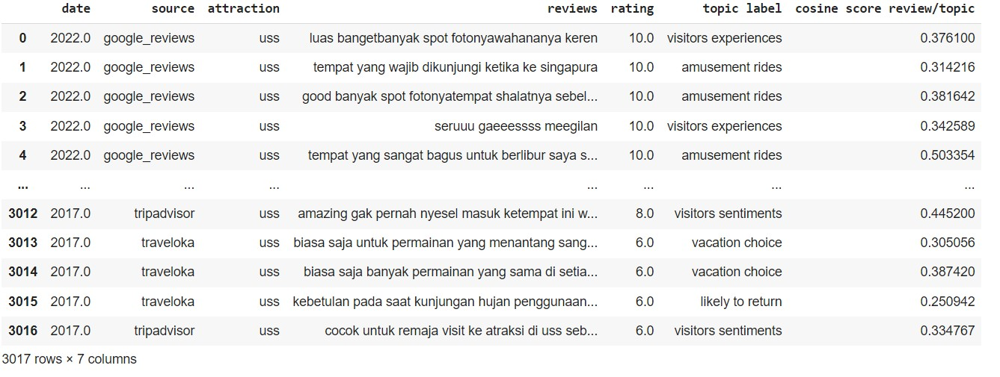 date source attraction reviews rating topic label cosine score review/topic
0 2022.0 google_reviews uss luas bangetbanyak spot fotonyawahananya keren 10.0 visitors experiences 0.376100
1 2022.0 google_reviews uss tempat yang wajib dikunjungi ketika ke singapura 10.0 amusement rides 0.314216
2 2022.0 google_reviews uss good banyak spot fotonyatempat shalatnya sebel... 10.0 amusement rides 0.381642
3 2022.0 google_reviews uss seruuu gaeeessss meegilan 10.0 visitors experiences 0.342589
4 2022.0 google_reviews uss tempat yang sangat bagus untuk berlibur saya s... 10.0 amusement rides 0.503354
... ... ... ... ... ... ... ...
3012 2017.0 tripadvisor uss amazing gak pernah nyesel masuk ketempat ini w... 8.0 visitors sentiments 0.445200
3013 2017.0 traveloka uss biasa saja untuk permainan yang menantang sang... 6.0 vacation choice 0.305056
3014 2017.0 traveloka uss biasa saja banyak permainan yang sama di setia... 6.0 vacation choice 0.387420
3015 2017.0 traveloka uss kebetulan pada saat kunjungan hujan penggunaan... 6.0 likely to return 0.250942
3016 2017.0 tripadvisor uss cocok untuk remaja visit ke atraksi di uss seb... 6.0 visitors sentiments 0.334767
3017 rows × 7 columns